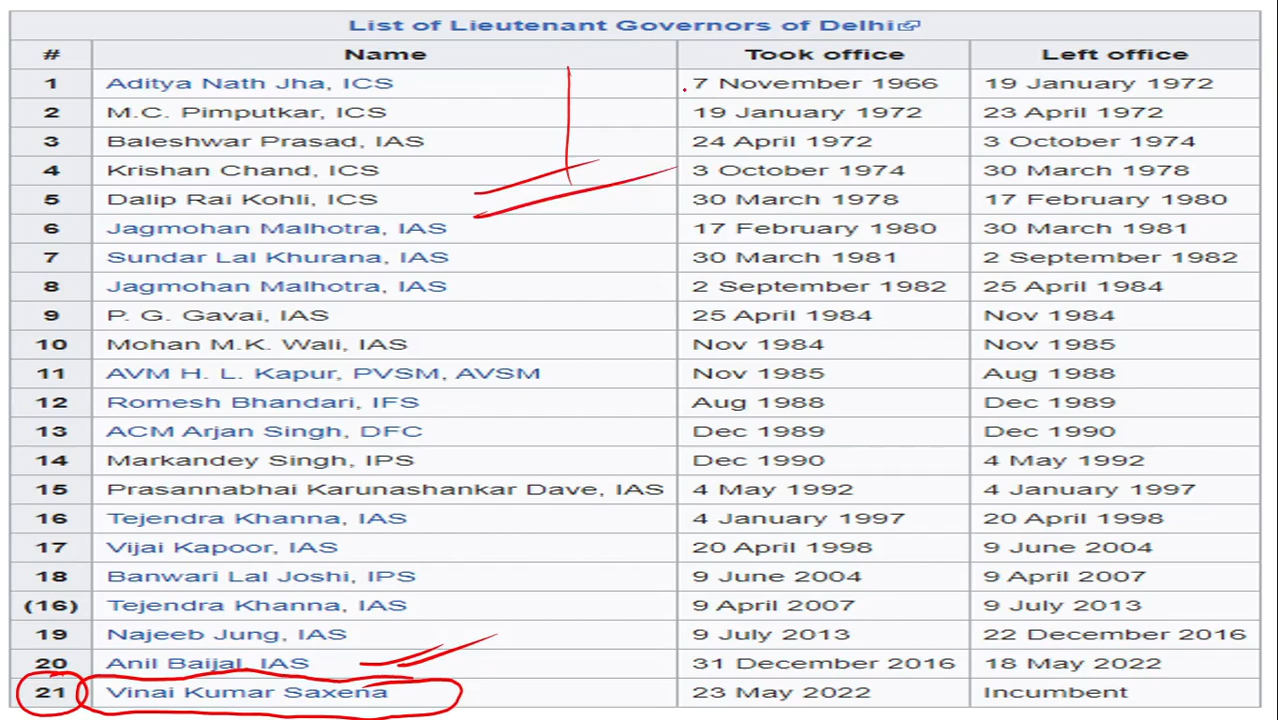 List of Lieutenant Governors of Delhi
# Name Took office Left office
1 Aditya Nath Jha, ICS 7 November 1966 19 January 1972
2 M.C. Pimputkar, ICS 19 January 1972 23 April 1972
3 Baleshwar Prasad, IAS 24 April 1972 3 October 1974
4 Krishan Chand, ICS 3 October 1974 30 March 1978
5 Dalip Rai Kohli, ICS 30 March 1978 17 February 1980
6 Jagmohan Malhotra, IAS 17 February 1980 30 March 1981
7 Sundar Lal Khurana, IAS 30 March 1981 2 September 1982
8 Jagmohan Malhotra, IAS 2 September 1982 25 April 1984
9 P. G. Gavai, IAS 25 April 1984 Nov 1984
10 Mohan M.K. Wali, IAS Nov 1984 Nov 1985
11 AVM H. L. Kapur, PVSM, AVSM Nov 1985 Aug 1988
12 Romesh Bhandari, IFS Aug 1988 Dec 1989
13 ACM Arjan Singh, DFC Dec 1989 Dec 1990
14 Markandey Singh, IPS Dec 1990 4 May 1992
15 Prasannabhai Karunashankar Dave, IAS 4 May 1992 4 January 1997
16 Tejendra Khanna, IAS 4 January 1997 20 April 1998
17 Vijai Kapoor, IAS 20 April 1998 9 June 2004
18 Banwari Lal Joshi, IPS 9 June 2004 9 April 2007
(16) Tejendra Khanna, IAS 9 April 2007 9 July 2013
19 Najeeb Jung, IAS 9 July 2013 22 December 2016
20 Anil Baijal, IAS 31 December 2016 18 May 2022
21 Vinai Kumar Saxena 23 May 2022 Incumbent